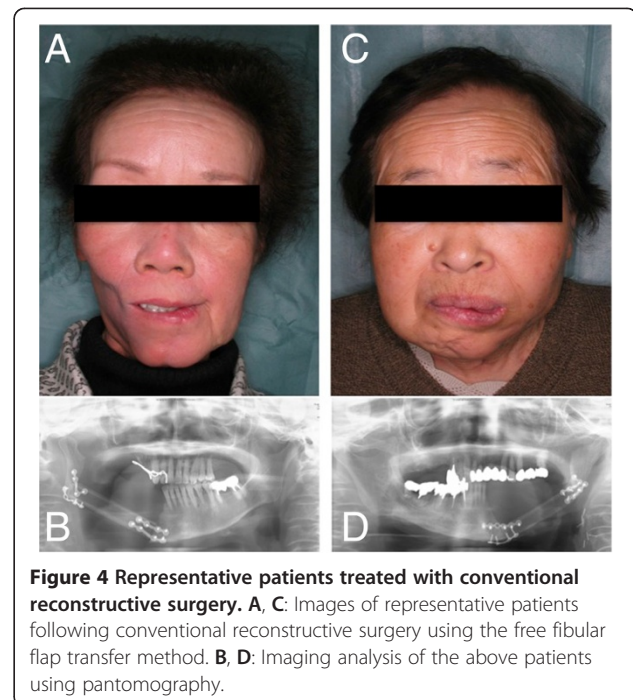 A
C
B
D
Figure 4 Representative patients treated with conventional
reconstructive surgery. A, C: Images of representative patients
following conventional reconstructive surgery using the free fibular
flap transfer method. B, D: Imaging analysis of the above patients
using pantomography.